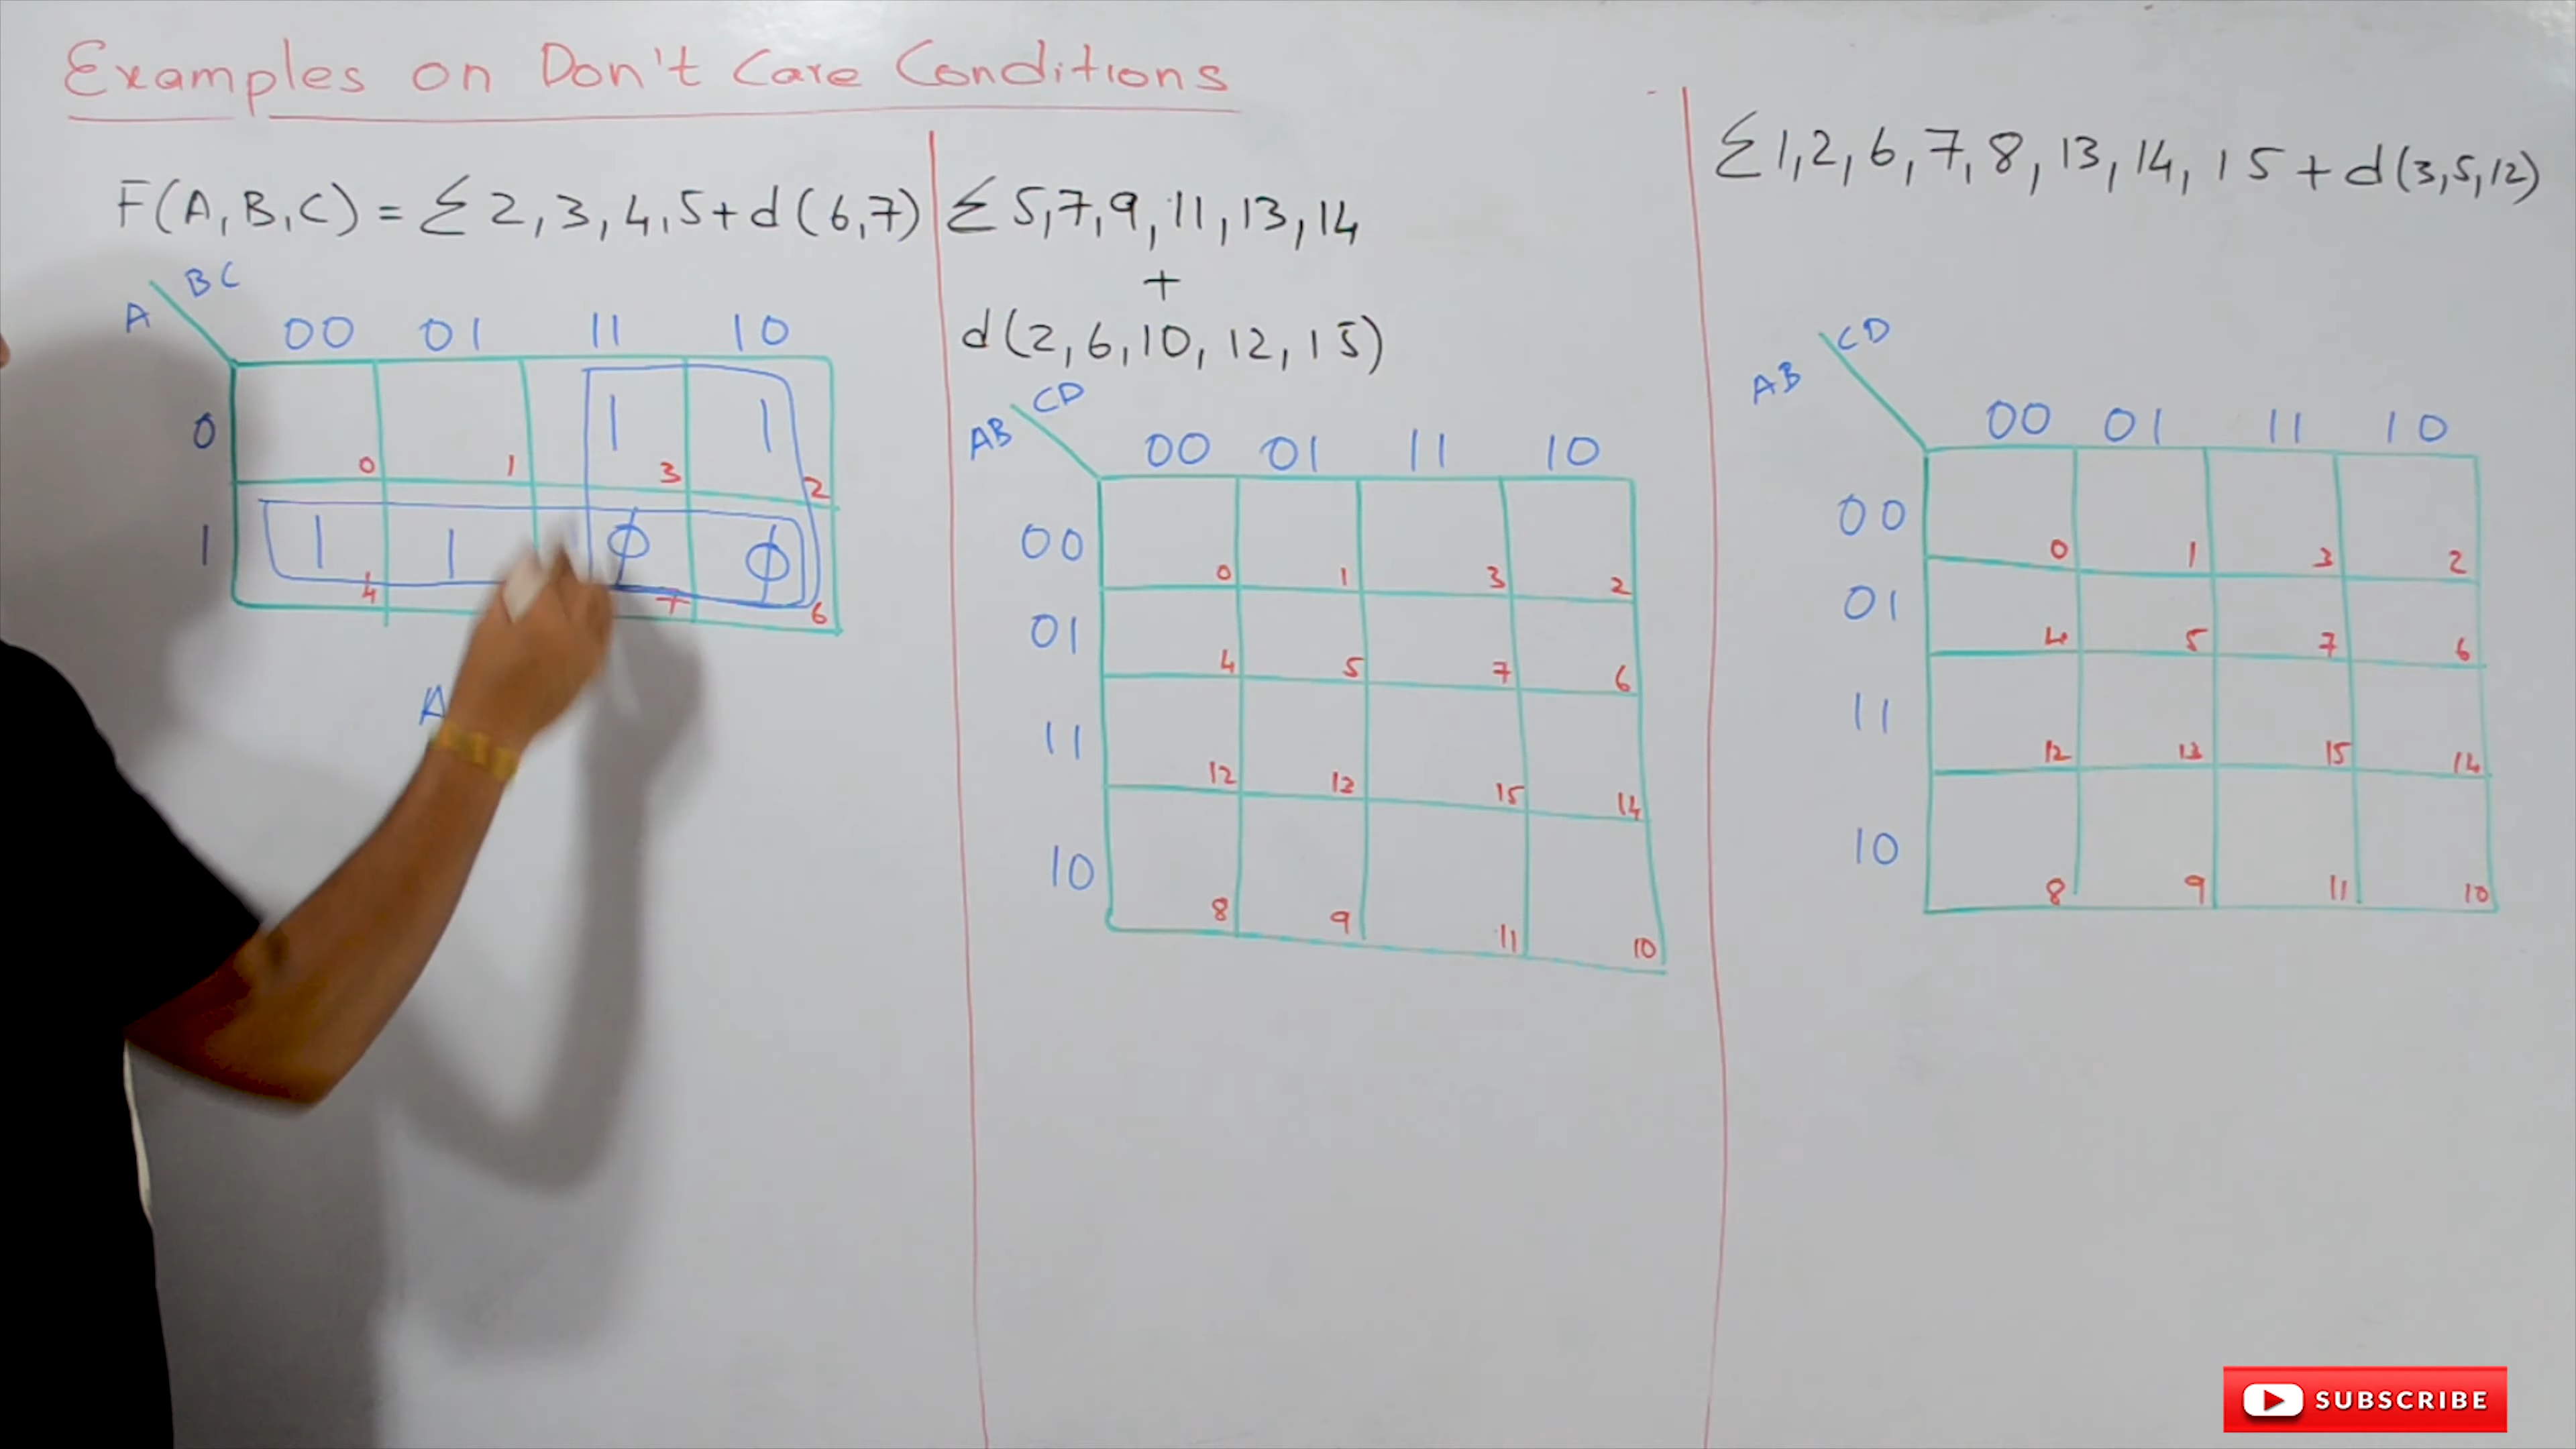 Examples on Don't Care Conditions
F(A,B,C) = Σ 2,3,4,5+d(6,7)
A BC
00 01 11 10
0 1 1
0 1 3 2
1 1 1 ϕ ϕ
4 7 6
A
Σ 5,7,9,11,13,14
+
d(2,6,10,12,15)
AB CD
00 01 11 10
00
0 1 3 2
01
4 5 7 6
11
12 13 15 14
10
8 9 11 10
Σ 1,2,6,7,8,13,14,15+d(3,5,12)
AB CD
00 01 11 10
00
0 1 3 2
01
4 5 7 6
11
12 13 15 14
10
8 9 11 10
SUBSCRIBE